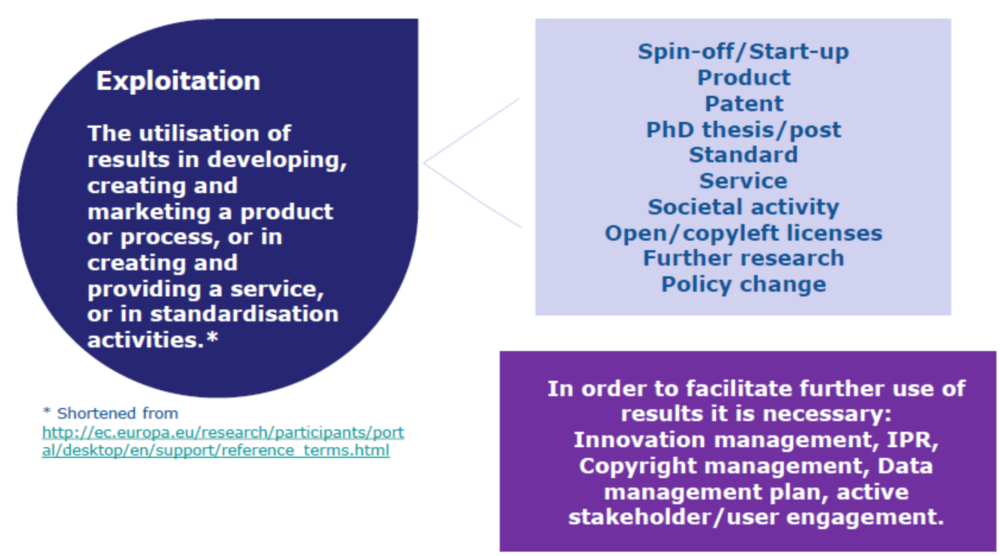 Exploitation
The utilisation of
results in developing,
creating and
marketing a product
or process, or in
creating and
providing a service,
or in standardisation
activities.*
* Shortened from
http://ec.europa.eu/research/participants/port
al/desktop/en/support/reference_terms.html
Spin-off/Start-up
Product
Patent
PhD thesis/post
Standard
Service
Societal activity
Open/copyleft licenses
Further research
Policy change
In order to facilitate further use of
results it is necessary:
Innovation management, IPR,
Copyright management, Data
management plan, active
stakeholder/user engagement.